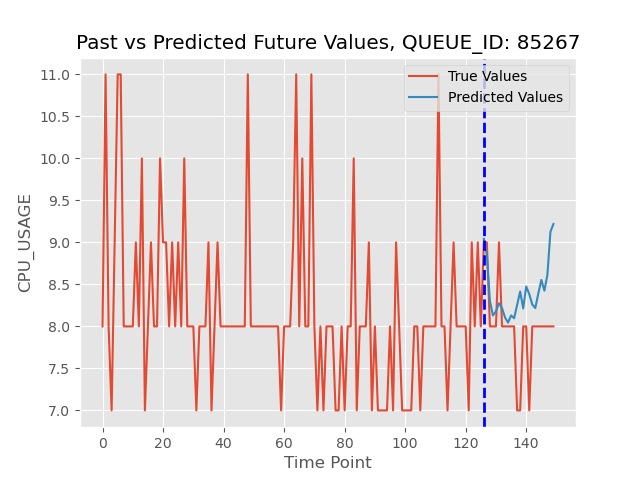 Past vs Predicted Future Values, QUEUE_ID: 85267
True Values
Predicted Values
11.0
10.5
10.0
9.5
9.0
8.5
8.0
7.5
7.0
CPU_USAGE
0 20 40 60 80 100 120 140
Time Point